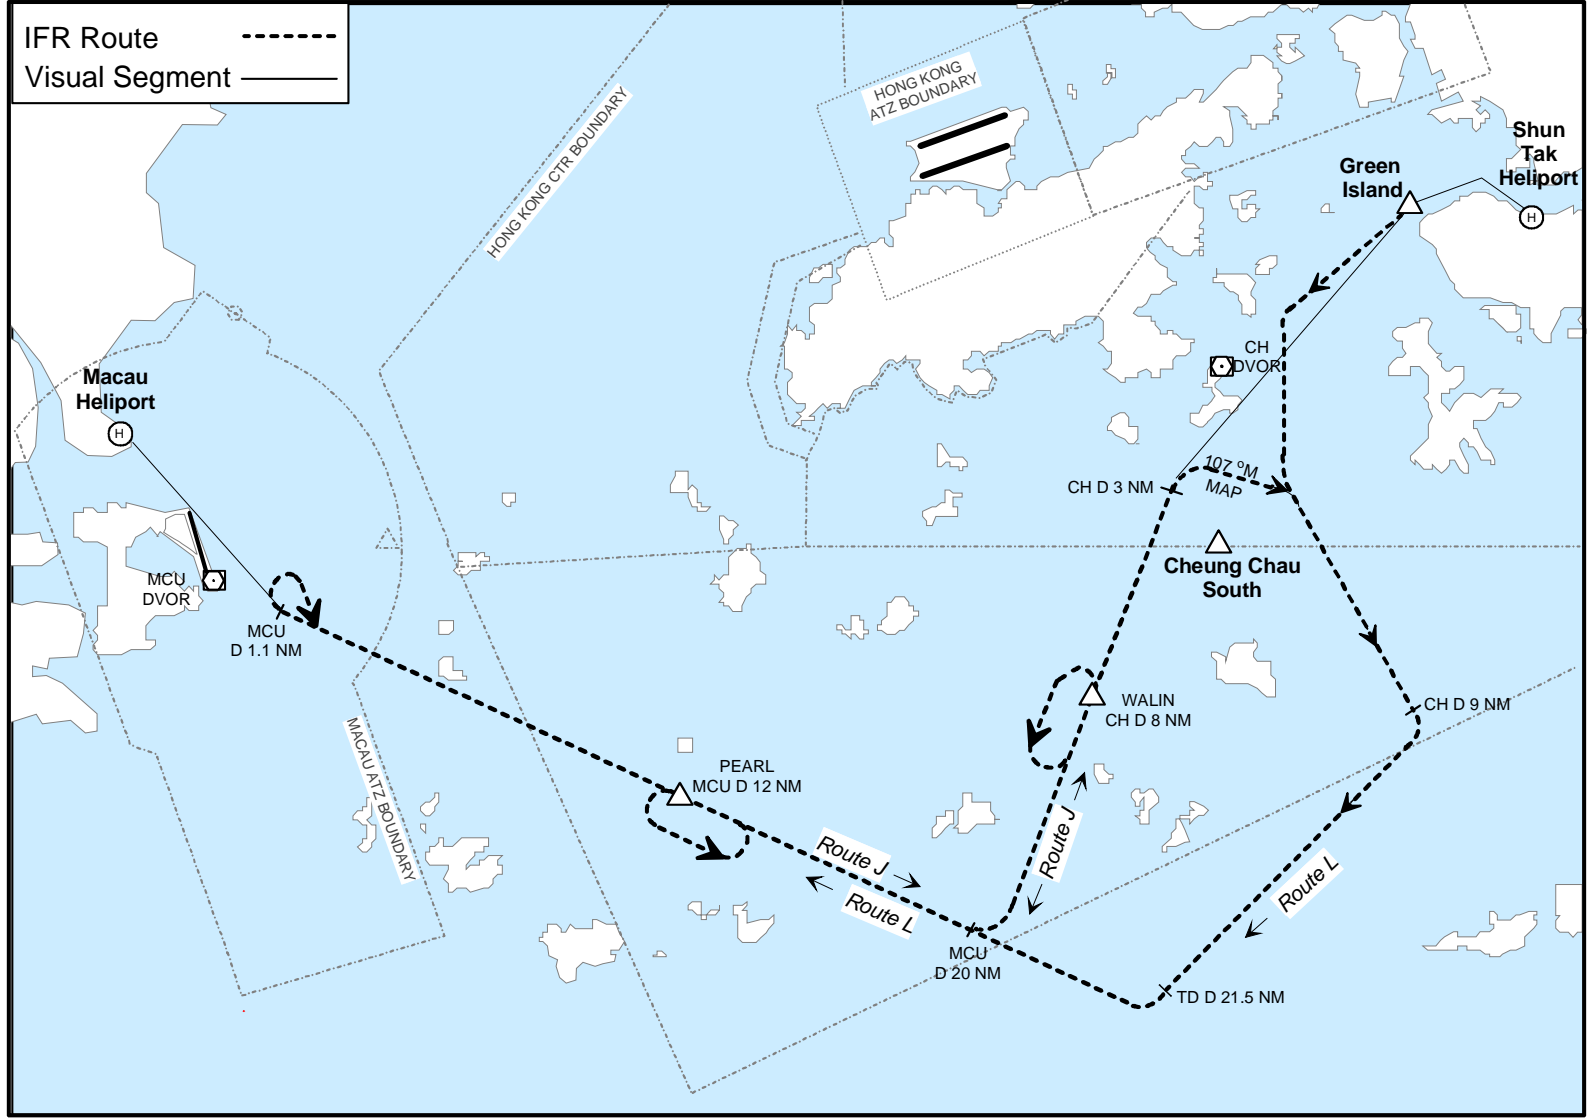 IFR Route
Visual Segment
HONG KONG
ATZ BOUNDARY
HONG KONG CTR BOUNDARY
Shun
Tak
Heliport
H
Green
Island
CH
DVOR
Macau
Heliport
H
107 ºM
MAP
CH D 3 NM
Cheung Chau
South
MCU
DVOR
MCU
D 1.1 NM
WALIN
CH D 8 NM
CH D 9 NM
MACAU ATZ BOUNDARY
PEARL
MCU D 12 NM
Route J
Route L
Route J
Route L
MCU
D 20 NM
TD D 21.5 NM